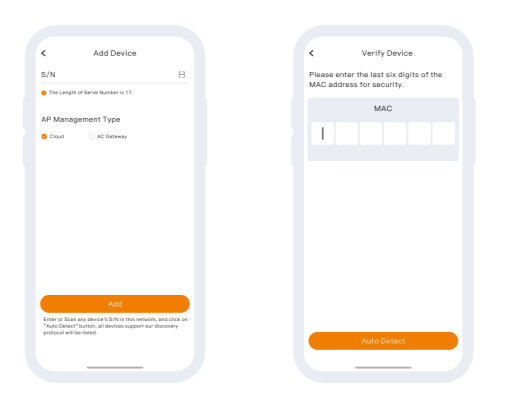 Add Device
S/N
The Length of Serial Number is 17.
AP Management Type
Cloud
AC Gateway
Add
Enter or Scan any device's S/N is this network, and click on
"Auto Detect" button, all devices support our discovery
protocol will be listed.
Verify Device
Please enter the last six digits of the
MAC address for security.
MAC
Auto Detect